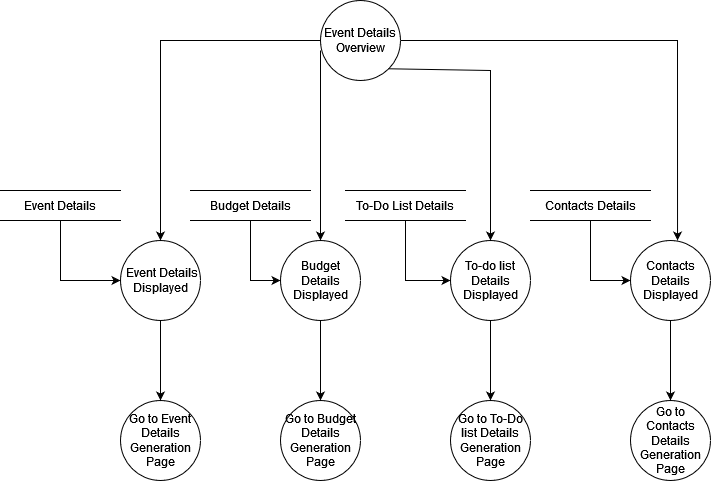 Event Details
Overview
Event Details
Budget Details
To-Do List Details
Contacts Details
Event Details
Displayed
Budget
Details
Displayed
To-do list
Details
Displayed
Contacts
Details
Displayed
Go to Event
Details
Generation
Page
Go to Budget
Details
Generation
Page
Go to To-Do
list Details
Generation
Page
Go to
Contacts
Details
Generation
Page